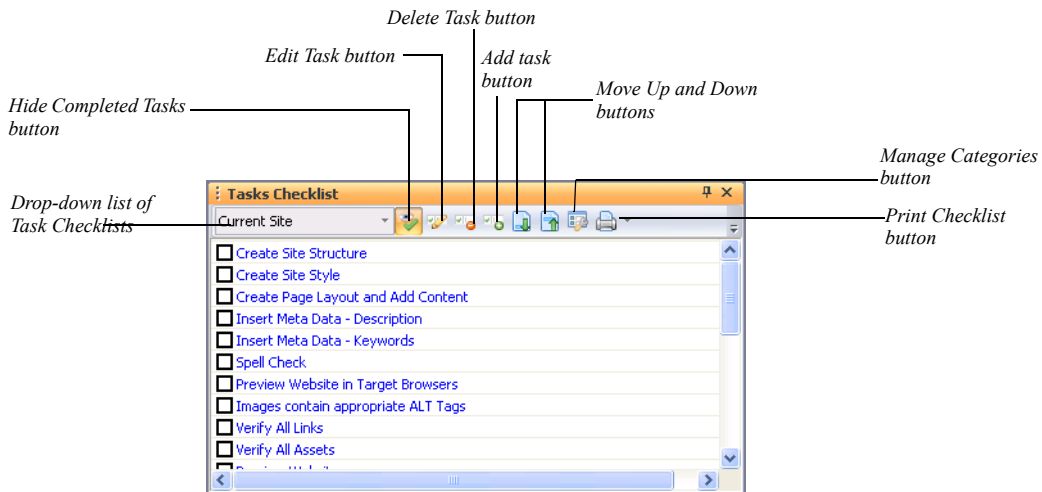 Delete Task button
Edit Task button
Add task
button
Move Up and Down
buttons
Hide Completed Tasks
button
Manage Categories
button
Drop-down list of
Task Checklists
Print Checklist
button
Tasks Checklist
Current Site
Create Site Structure
Create Site Style
Create Page Layout and Add Content
Insert Meta Data - Description
Insert Meta Data - Keywords
Spell Check
Preview Website in Target Browsers
Images contain appropriate ALT Tags
Verify All Links
Verify All Assets